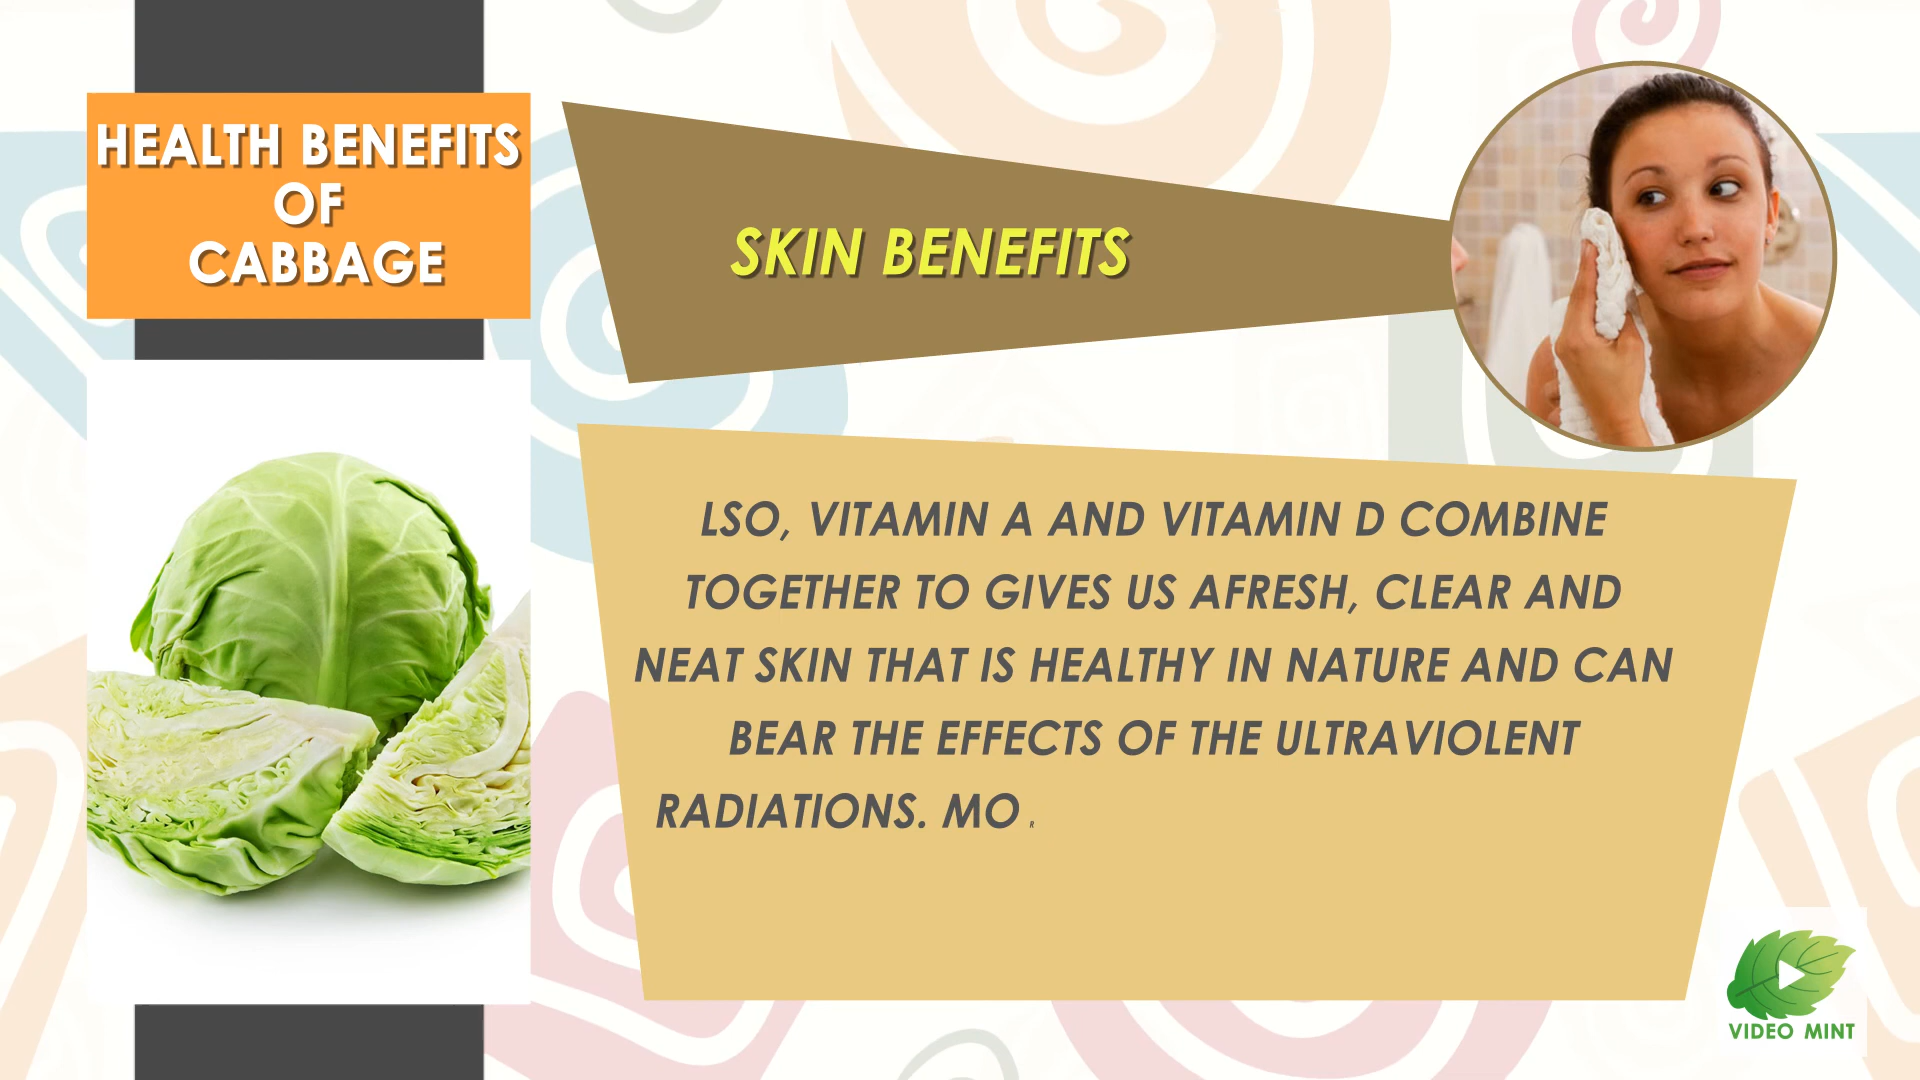 HEALTH BENEFITS
OF
CABBAGE
SKIN BENEFITS
LSO, VITAMIN A AND VITAMIN D COMBINE
TOGETHER TO GIVES US AFRESH, CLEAR AND
NEAT SKIN THAT IS HEALTHY IN NATURE AND CAN
BEAR THE EFFECTS OF THE ULTRAVIOLENT
RADIATIONS. MO R
VIDEO MINT